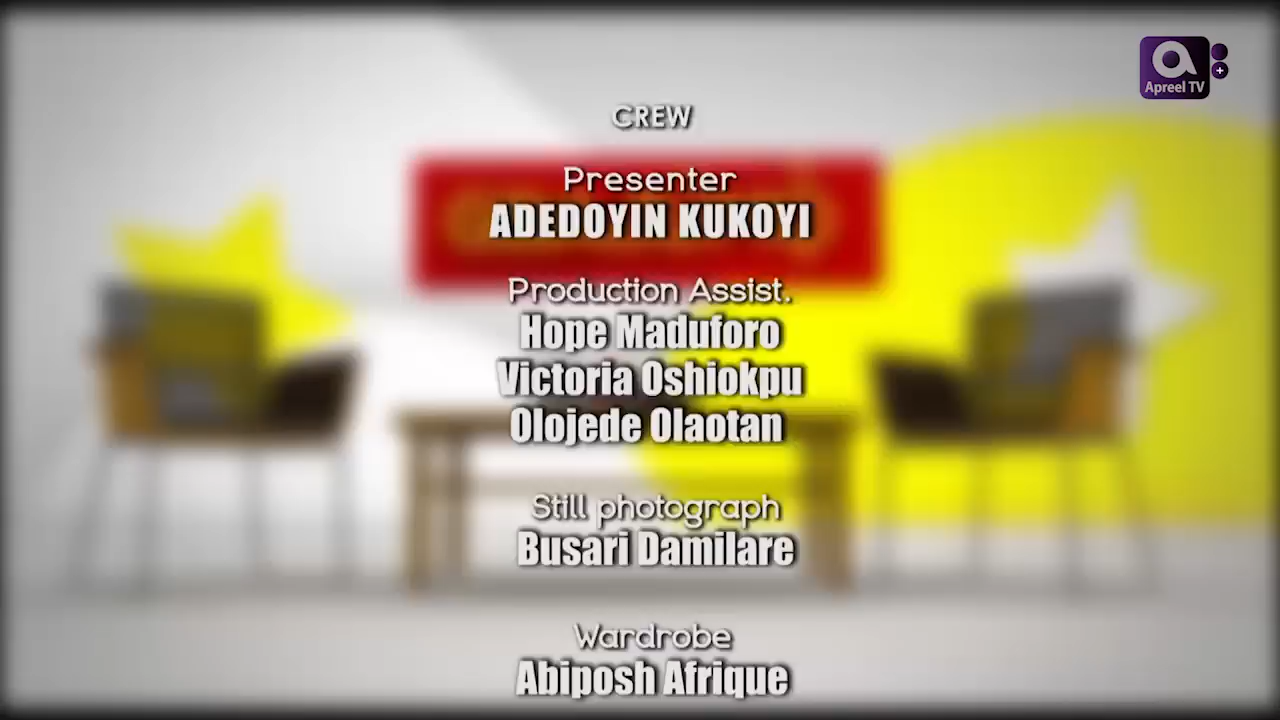 Apreel TV
CREW
Presenter
ADEDOYIN KUKOYI
Production Assist.
Hope Maduforo
Victoria Oshiokpu
Olojede Olaotan
Still photograph
Busari Damilare
Wardrobe
Abiposh Afrique